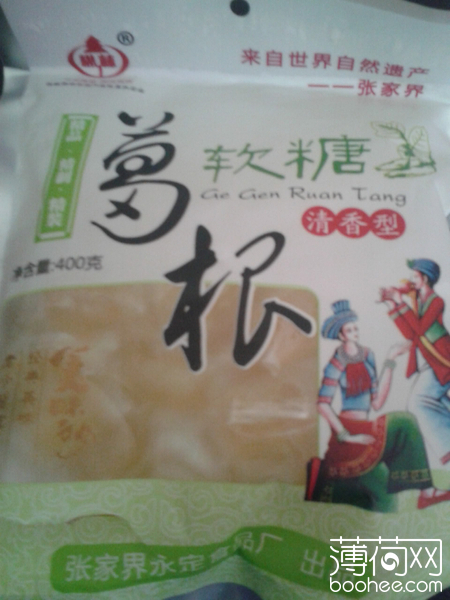 ®
来自世界自然遗产
——张家界
葛根
软糖
Ge Gen Ruan Tang
清香型
净含量:400克
张家界永定食品厂 出
薄荷网
boohee.com